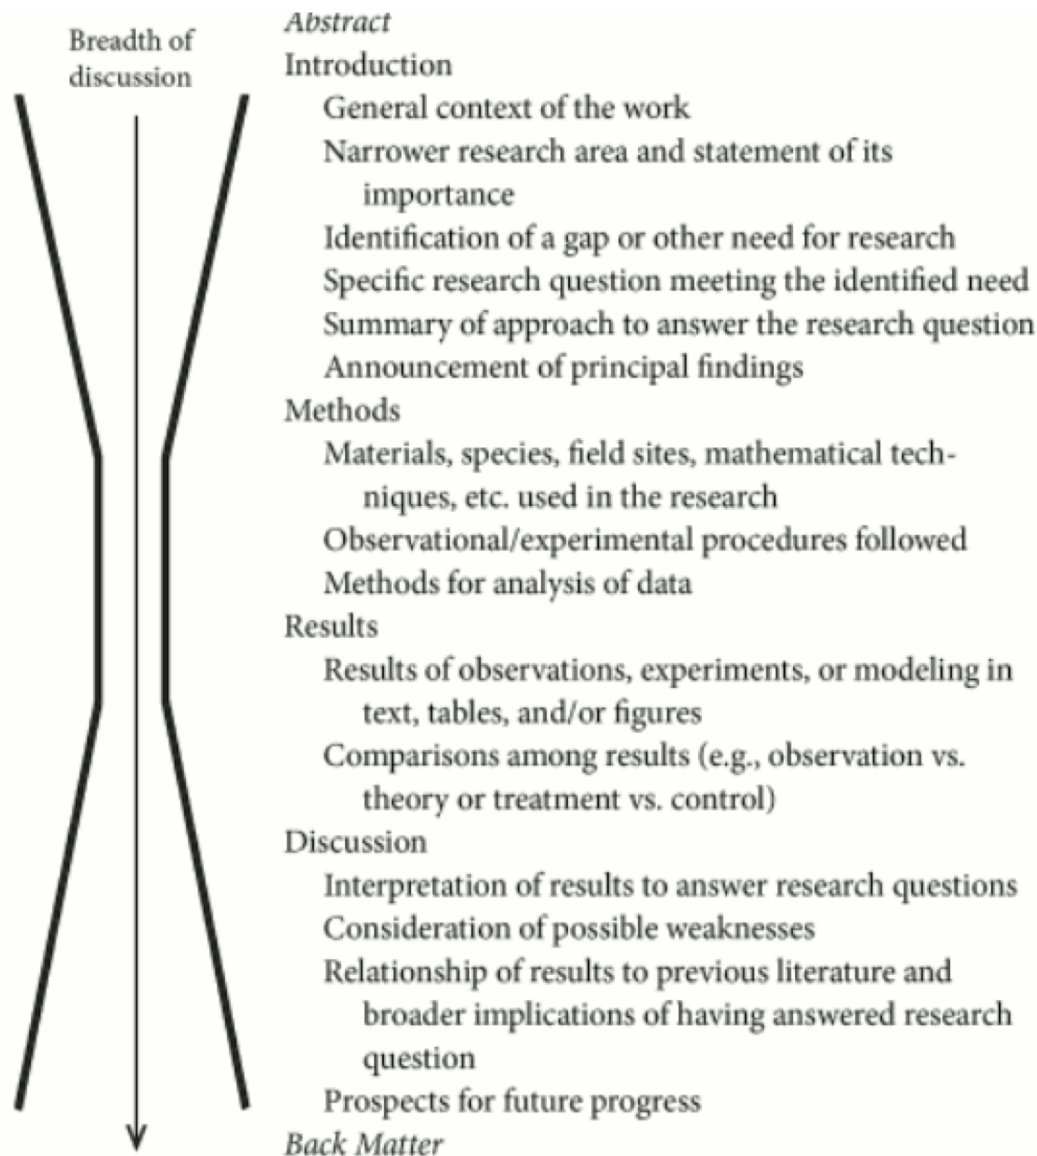 Breadth of
discussion
Abstract
Introduction
General context of the work
Narrower research area and statement of its
importance
Identification of a gap or other need for research
Specific research question meeting the identified need
Summary of approach to answer the research question
Announcement of principal findings
Methods
Materials, species, field sites, mathematical tech-
niques, etc. used in the research
Observational/experimental procedures followed
Methods for analysis of data
Results
Results of observations, experiments, or modeling in
text, tables, and/or figures
Comparisons among results (e.g., observation vs.
theory or treatment vs. control)
Discussion
Interpretation of results to answer research questions
Consideration of possible weaknesses
Relationship of results to previous literature and
broader implications of having answered research
question
Prospects for future progress
Back Matter